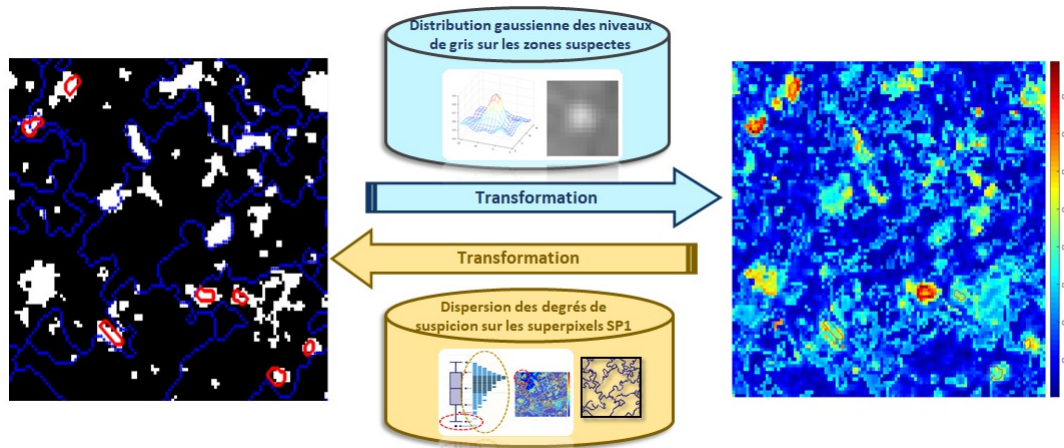 Distribution gaussienne des niveaux
de gris sur les zones suspectes
Transformation
Transformation
Dispersion des degrés de
suspicion sur les superpixels SP1